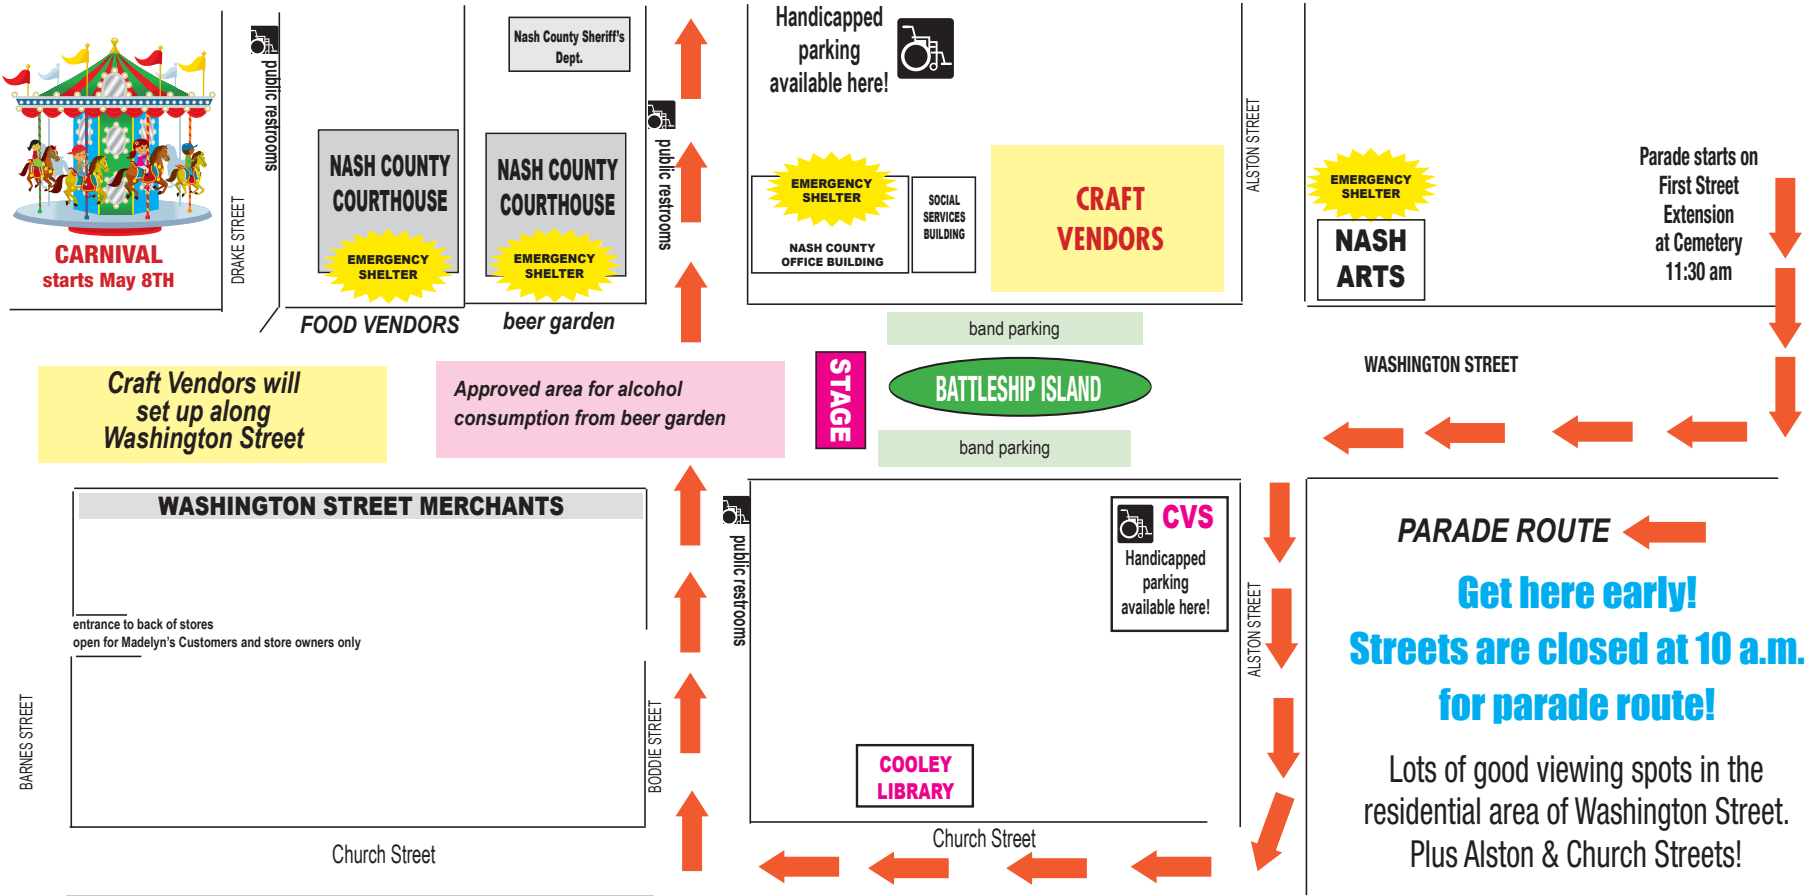 CARNIVAL
starts May 8TH
DRAKE STREET
public restrooms
Nash County Sheriff's
Dept.
NASH COUNTY
COURTHOUSE
EMERGENCY
SHELTER
NASH COUNTY
COURTHOUSE
EMERGENCY
SHELTER
FOOD VENDORS
beer garden
public restrooms
Handicapped
parking
available here!
EMERGENCY
SHELTER
NASH COUNTY
OFFICE BUILDING
SOCIAL
SERVICES
BUILDING
CRAFT
VENDORS
ALSTON STREET
EMERGENCY
SHELTER
NASH
ARTS
Parade starts on
First Street
Extension
at Cemetery
11:30 am
Craft Vendors will
set up along
Washington Street
Approved area for alcohol
consumption from beer garden
STAGE
band parking
BATTLESHIP ISLAND
band parking
WASHINGTON STREET
WASHINGTON STREET MERCHANTS
entrance to back of stores
open for Madelyn's Customers and store owners only
BARNES STREET
BODDIE STREET
Church Street
public restrooms
CVS
Handicapped
parking
available here!
COOLEY
LIBRARY
Church Street
ALSTON STREET
PARADE ROUTE
Get here early!
Streets are closed at 10 a.m.
for parade route!
Lots of good viewing spots in the
residential area of Washington Street.
Plus Alston & Church Streets!